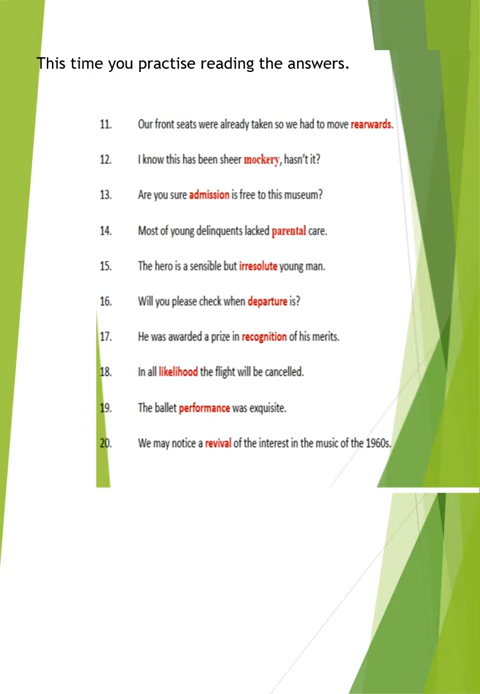 This time you practise reading the answers.
11. Our front seats were already taken so we had to move rearwards.
12. I know this has been sheer mockery, hasn't it?
13. Are you sure admission is free to this museum?
14. Most of young delinquents lacked parental care.
15. The hero is a sensible but irresolute young man.
16. Will you please check when departure is?
17. He was awarded a prize in recognition of his merits.
18. In all likelihood the flight will be cancelled.
19. The ballet performance was exquisite.
20. We may notice a revival of the interest in the music of the 1960s.